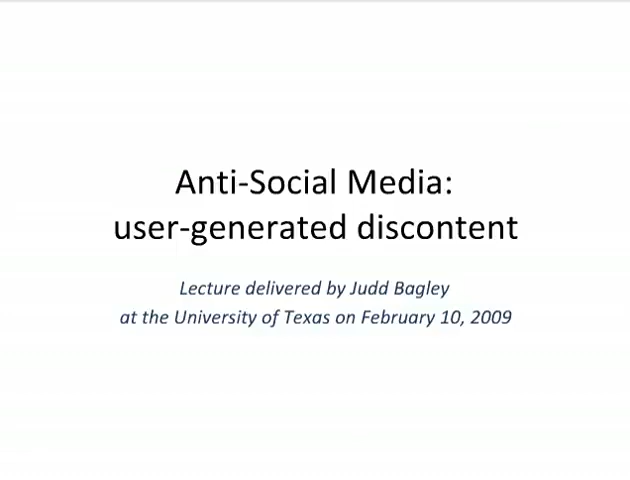 Anti-Social Media:
user-generated discontent
Lecture delivered by Judd Bagley
at the University of Texas on February 10, 2009